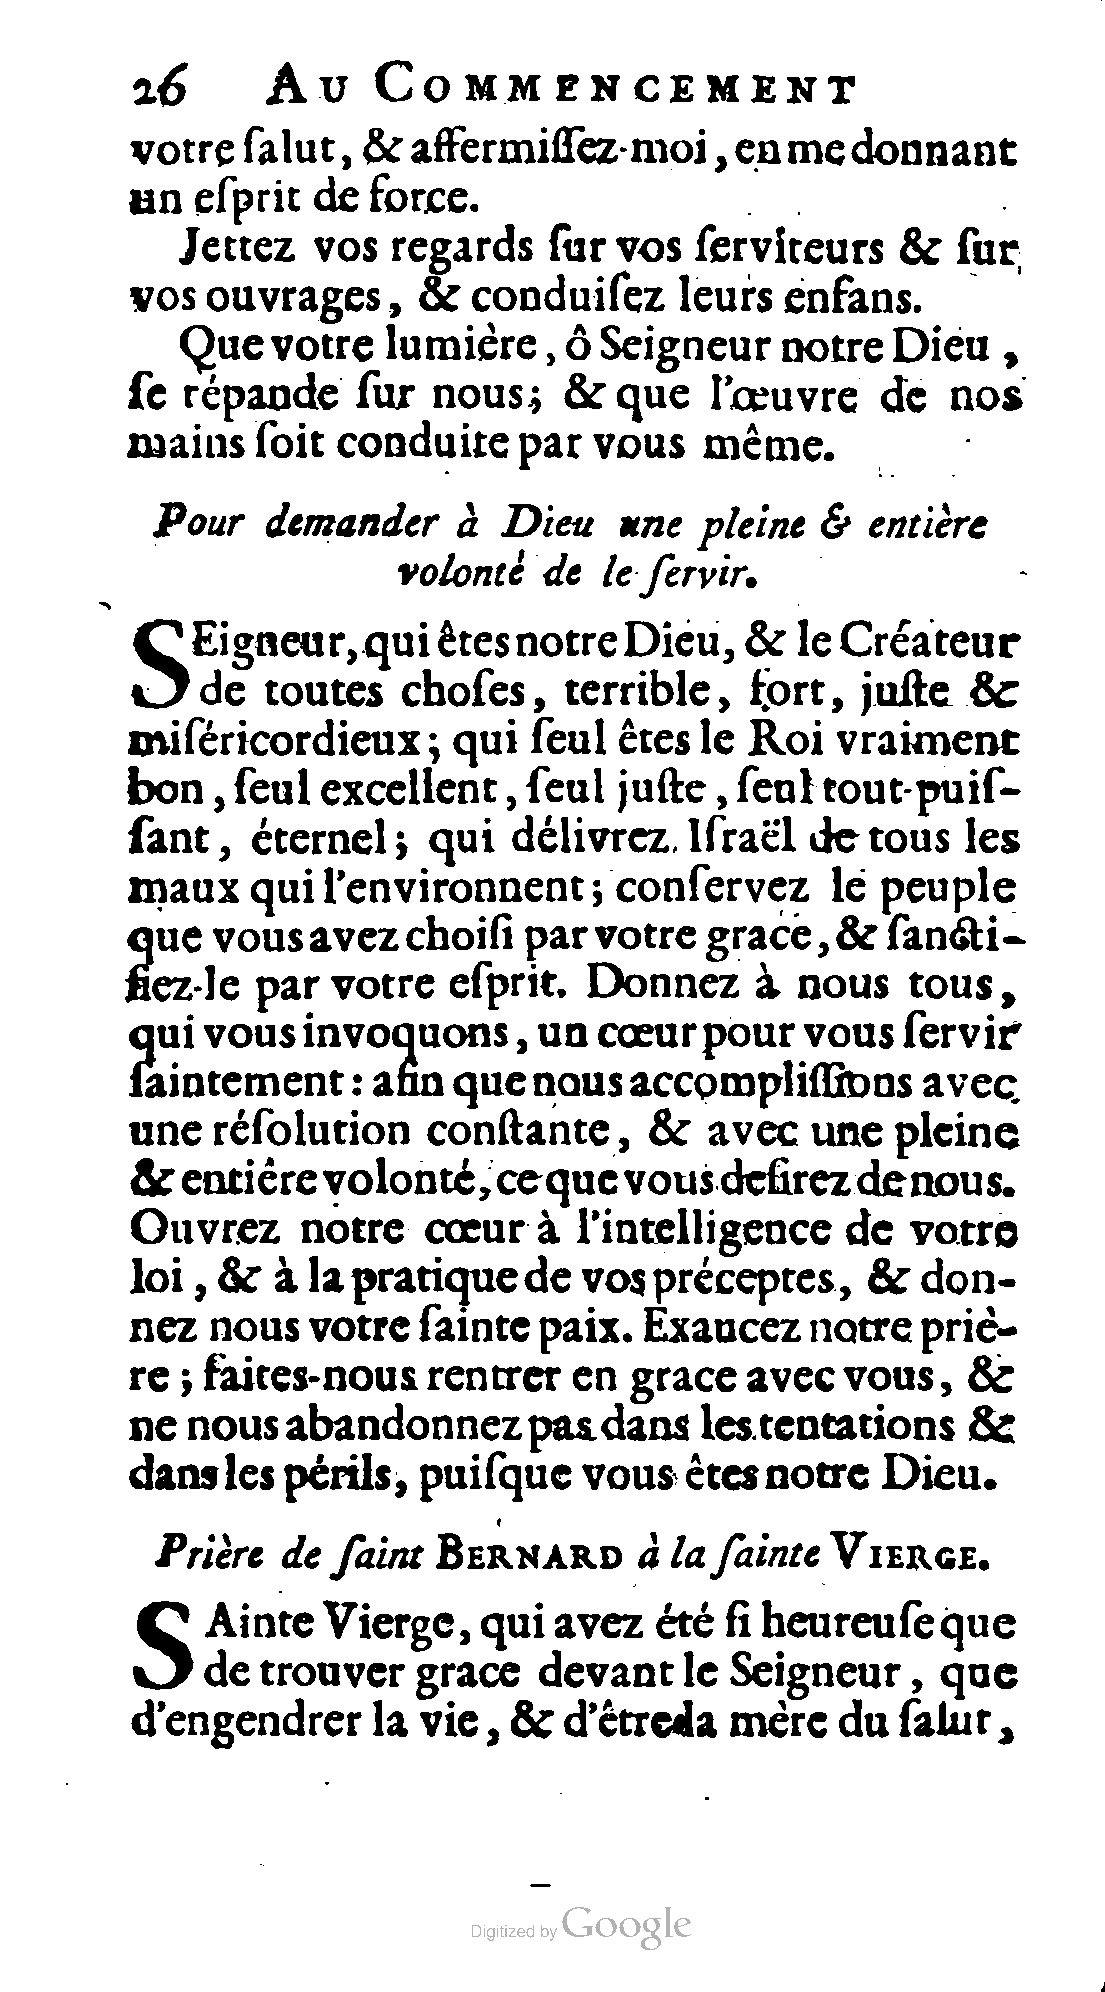 26 AU COMMENCEMENT
votre ſalut, & affermiſſez-moi, en me donnant
un eſprit de force.
Jettez vos regards ſur vos ſerviteurs & ſur
vos ouvrages, & conduiſez leurs enfans.
Que votre lumière, ô Seigneur notre Dieu,
ſe répande ſur nous; & que l'œuvre de nos
mains ſoit conduite par vous même.
Pour demander à Dieu une pleine & entière
volonté de le ſervir.
SEigneur, qui êtes notre Dieu, & le Créateur
de toutes choſes, terrible, fort, juſte &
miſéricordieux; qui ſeul êtes le Roi vraiment
bon, ſeul excellent, ſeul juſte, ſeul tout-puiſ-
ſant, éternel; qui délivrez Iſraël de tous les
maux qui l'environnent; conſervez le peuple
que vous avez choiſi par votre grace, & ſancti-
fiez-le par votre eſprit. Donnez à nous tous,
qui vous invoquons, un cœur pour vous ſervir
ſaintement: afin que nous accompliſſions avec
une réſolution conſtante, & avec une pleine
& entiêre volonté, ce que vous deſirez de nous.
Ouvrez notre cœur à l'intelligence de votre
loi, & à la pratique de vos préceptes, & don-
nez nous votre ſainte paix. Exaucez notre priè-
re; faites-nous rentrer en grace avec vous, &
ne nous abandonnez pas dans les tentations &
dans les périls, puiſque vous êtes notre Dieu.
Prière de ſaint BERNARD à la ſainte VIERGE.
SAinte Vierge, qui avez été ſi heureuſe que
de trouver grace devant le Seigneur, que
d'engendrer la vie, & d'être la mère du ſalut,
Digitized by Google